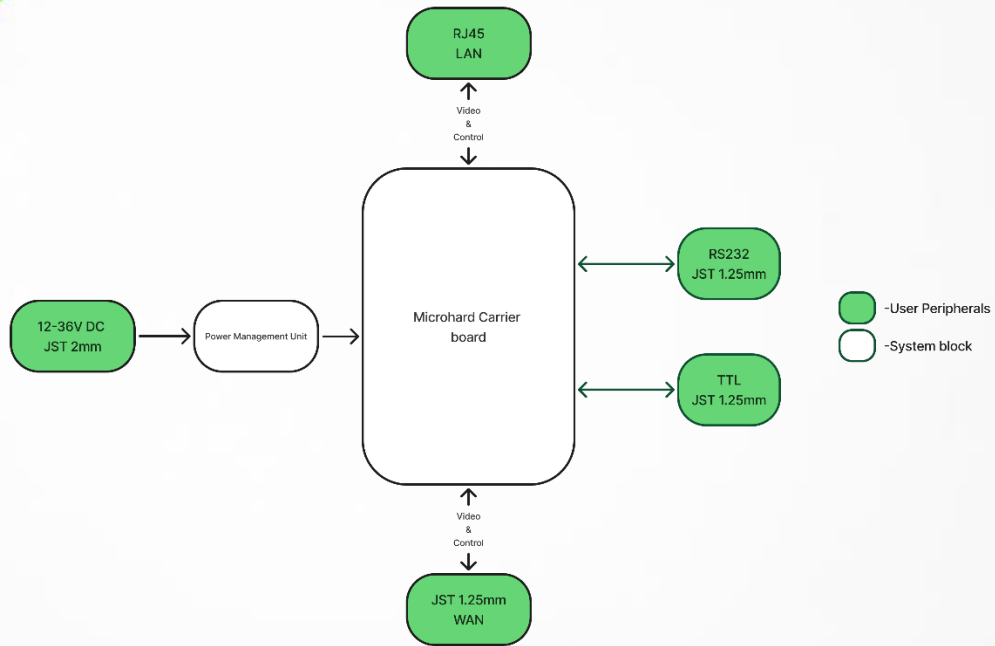 RJ45
LAN
Video
&
Control
Microhard Carrier
board
12-36V DC
JST 2mm
Power Management Unit
RS232
JST 1.25mm
TTL
JST 1.25mm
-User Peripherals
-System block
Video
&
Control
JST 1.25mm
WAN